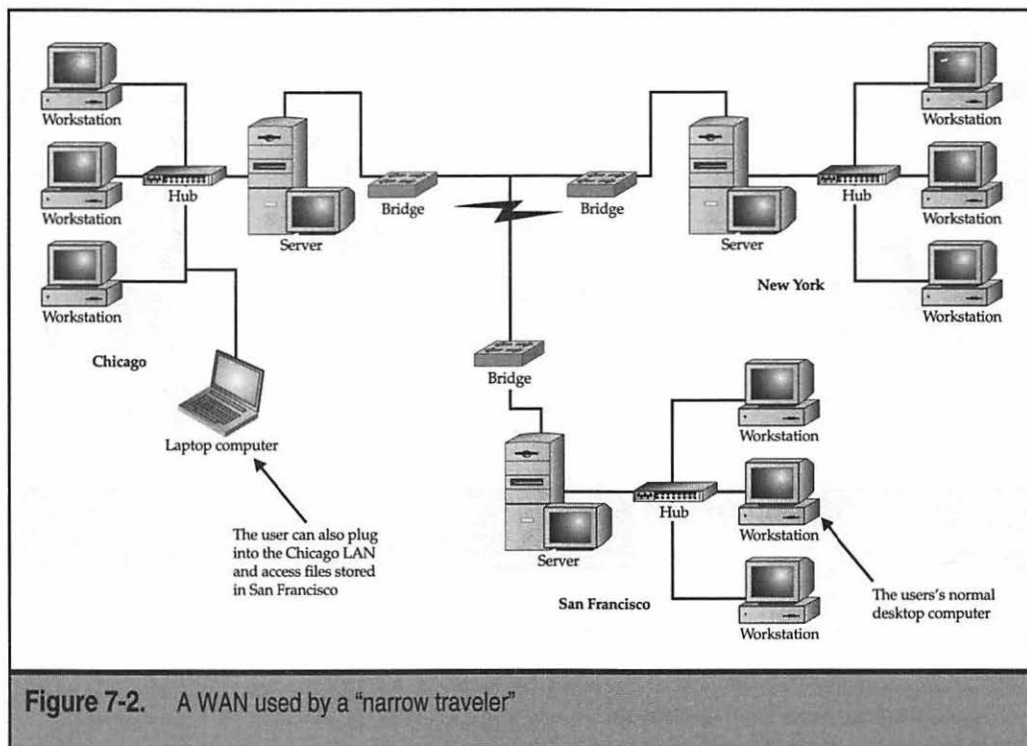 Workstation
Workstation
Workstation
Hub
Server
Bridge
Bridge
Server
Hub
Workstation
Workstation
Workstation
New York
Chicago
Laptop computer
The user can also plug
into the Chicago LAN
and access files stored
in San Francisco
Bridge
Server
Hub
Workstation
Workstation
Workstation
San Francisco
The users's normal
desktop computer
Figure 7-2. A WAN used by a “narrow traveler”